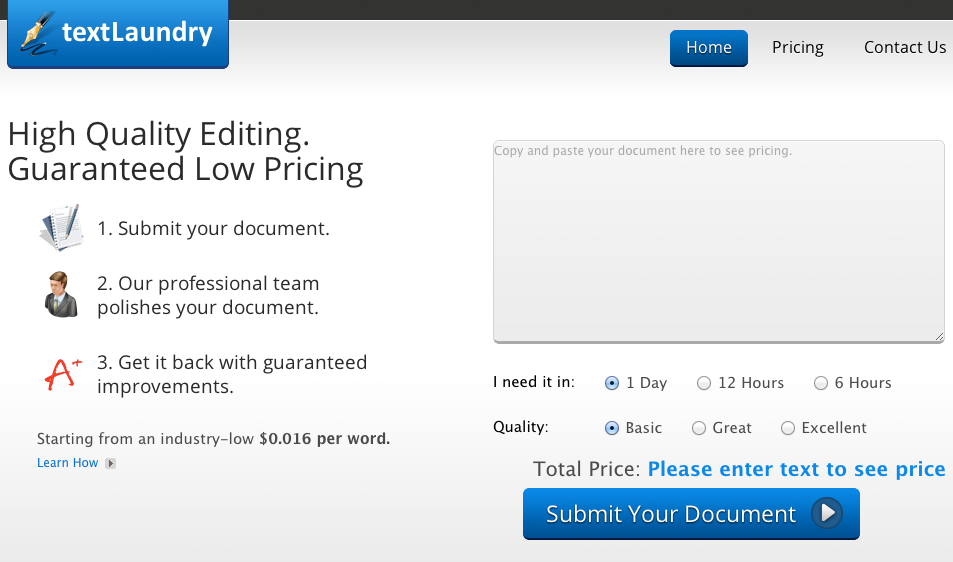 textLaundry
Home Pricing Contact Us
High Quality Editing.
Guaranteed Low Pricing
1. Submit your document.
2. Our professional team
polishes your document.
A+
3. Get it back with guaranteed
improvements.
Starting from an industry-low $0.016 per word.
Learn How
Copy and paste your document here to see pricing.
I need it in: 1 Day 12 Hours 6 Hours
Quality: Basic Great Excellent
Total Price: Please enter text to see price
Submit Your Document